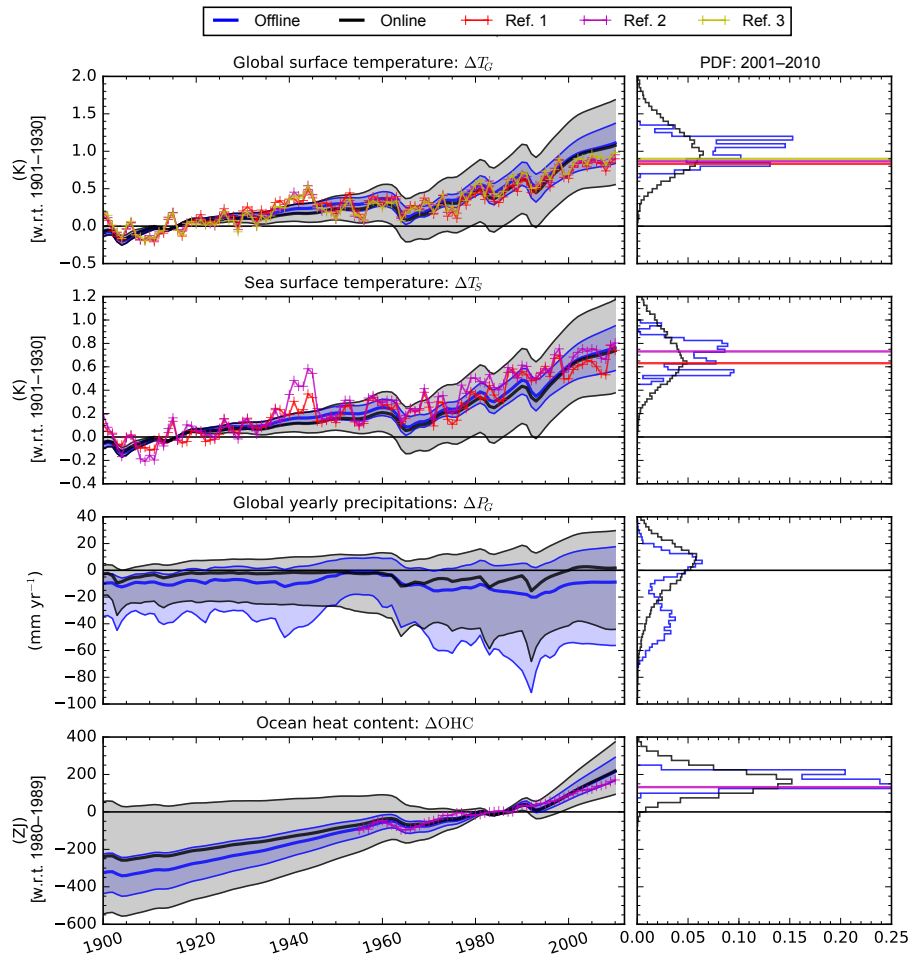 Offline Online Ref. 1 Ref. 2 Ref. 3
Global surface temperature: ΔT_G
PDF: 2001–2010
2.0
1.5
1.0
0.5
0.0
−0.5
(K)
[w.r.t. 1901–1930]
Sea surface temperature: ΔT_S
1.2
1.0
0.8
0.6
0.4
0.2
0.0
−0.2
−0.4
(K)
[w.r.t. 1901–1930]
Global yearly precipitations: ΔP_G
40
20
0
−20
−40
−60
−80
−100
(mm yr⁻¹)
Ocean heat content: ΔOHC
400
200
0
−200
−400
−600
(ZJ)
[w.r.t. 1980–1989]
1900 1920 1940 1960 1980 2000
0.00 0.05 0.10 0.15 0.20 0.25